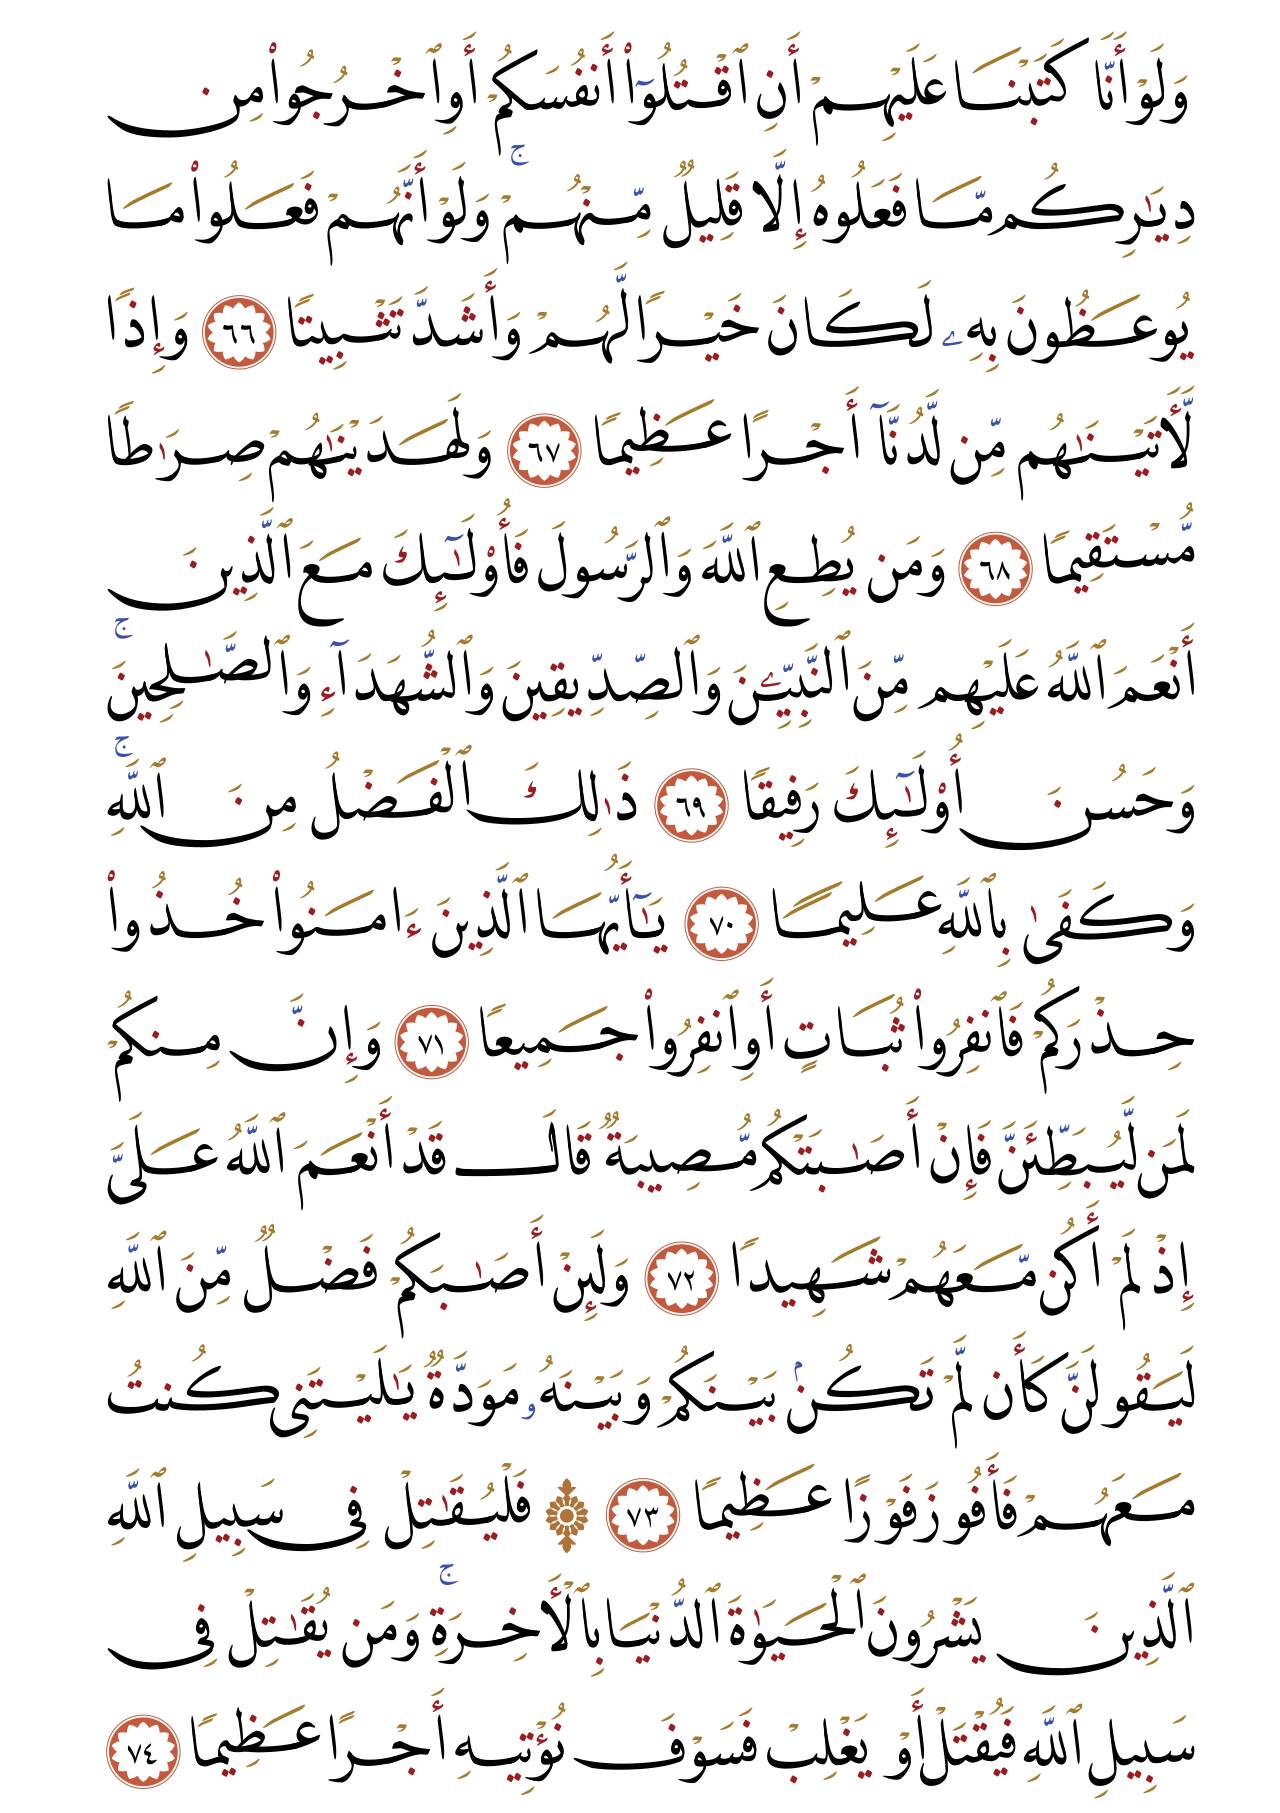 وَلَوْ أَنَّا كَتَبْنَا عَلَيْهِمْ أَنِ ٱقْتُلُوٓا۟ أَنفُسَكُمْ أَوِ ٱخْرُجُوا۟ مِن
دِيَـٰرِكُم مَّا فَعَلُوهُ إِلَّا قَلِيلٌ مِّنْهُمْ ۚ وَلَوْ أَنَّهُمْ فَعَلُوا۟ مَا
يُوعَظُونَ بِهِۦ لَكَانَ خَيْرًا لَّهُمْ وَأَشَدَّ تَثْبِيتًا ٦٦ وَإِذًا
لَّـَٔاتَيْنَـٰهُم مِّن لَّدُنَّآ أَجْرًا عَظِيمًا ٦٧ وَلَهَدَيْنَـٰهُمْ صِرَٰطًا
مُّسْتَقِيمًا ٦٨ وَمَن يُطِعِ ٱللَّهَ وَٱلرَّسُولَ فَأُو۟لَـٰٓئِكَ مَعَ ٱلَّذِينَ
أَنْعَمَ ٱللَّهُ عَلَيْهِم مِّنَ ٱلنَّبِيِّـۧنَ وَٱلصِّدِّيقِينَ وَٱلشُّهَدَآءِ وَٱلصَّـٰلِحِينَ ۚ
وَحَسُنَ أُو۟لَـٰٓئِكَ رَفِيقًا ٦٩ ذَٰلِكَ ٱلْفَضْلُ مِنَ ٱللَّهِ ۚ
وَكَفَىٰ بِٱللَّهِ عَلِيمًا ٧٠ يَـٰٓأَيُّهَا ٱلَّذِينَ ءَامَنُوا۟ خُذُوا۟
حِذْرَكُمْ فَٱنفِرُوا۟ ثُبَاتٍ أَوِ ٱنفِرُوا۟ جَمِيعًا ٧١ وَإِنَّ مِنكُمْ
لَمَن لَّيُبَطِّئَنَّ فَإِنْ أَصَـٰبَتْكُم مُّصِيبَةٌ قَالَ قَدْ أَنْعَمَ ٱللَّهُ عَلَىَّ
إِذْ لَمْ أَكُن مَّعَهُمْ شَهِيدًا ٧٢ وَلَئِنْ أَصَـٰبَكُمْ فَضْلٌ مِّنَ ٱللَّهِ
لَيَقُولَنَّ كَأَن لَّمْ تَكُنۢ بَيْنَكُمْ وَبَيْنَهُۥ مَوَدَّةٌ يَـٰلَيْتَنِى كُنتُ
مَعَهُمْ فَأَفُوزَ فَوْزًا عَظِيمًا ٧٣ ۞ فَلْيُقَـٰتِلْ فِى سَبِيلِ ٱللَّهِ
ٱلَّذِينَ يَشْرُونَ ٱلْحَيَوٰةَ ٱلدُّنْيَا بِٱلْـَٔاخِرَةِ ۚ وَمَن يُقَـٰتِلْ فِى
سَبِيلِ ٱللَّهِ فَيُقْتَلْ أَوْ يَغْلِبْ فَسَوْفَ نُؤْتِيهِ أَجْرًا عَظِيمًا ٧٤